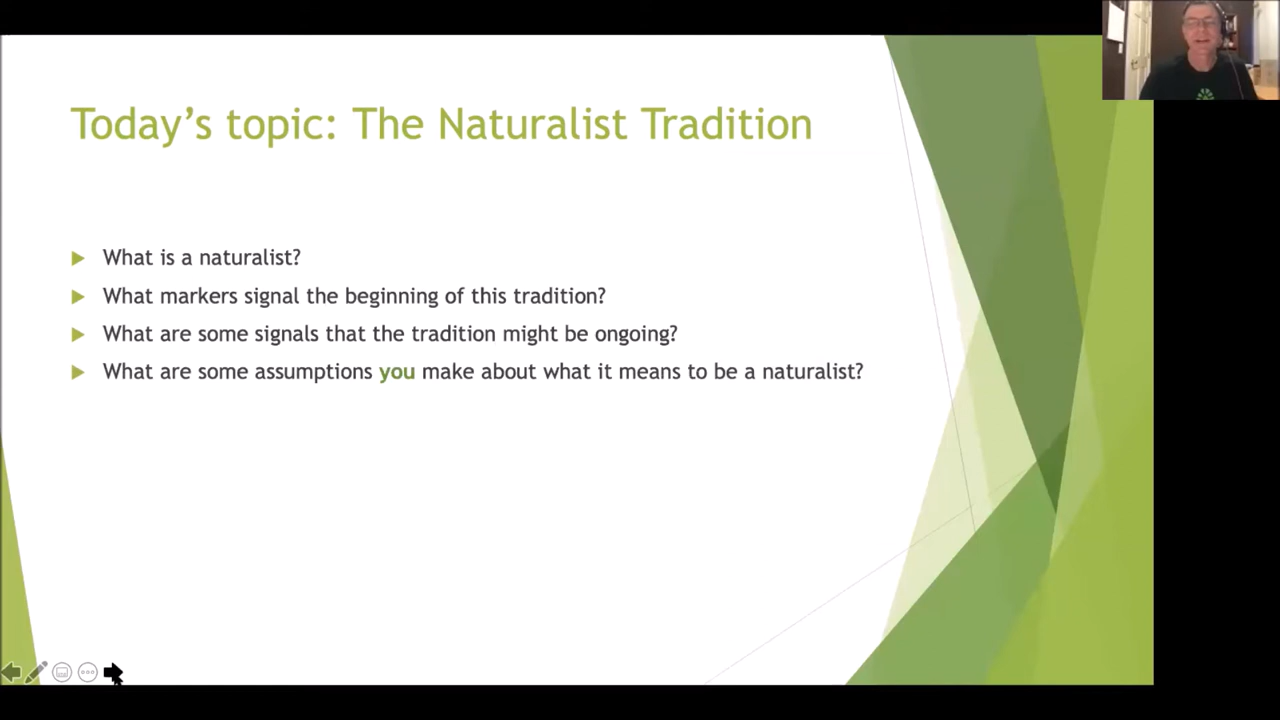 Today's topic: The Naturalist Tradition
What is a naturalist?
What markers signal the beginning of this tradition?
What are some signals that the tradition might be ongoing?
What are some assumptions you make about what it means to be a naturalist?